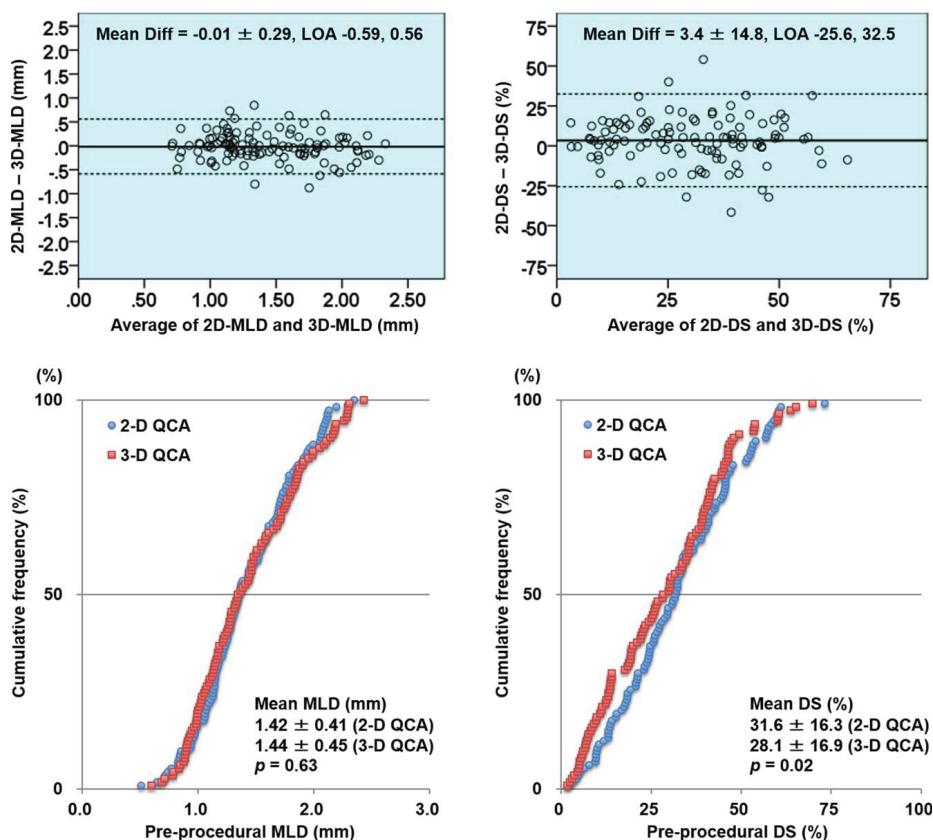 Mean Diff = -0.01 ± 0.29, LOA -0.59, 0.56
2D-MLD – 3D-MLD (mm)
2.5
2.0
1.5
1.0
.5
.0
-.5
-1.0
-1.5
-2.0
-2.5
.00 .50 1.00 1.50 2.00 2.50
Average of 2D-MLD and 3D-MLD (mm)
Mean Diff = 3.4 ± 14.8, LOA -25.6, 32.5
2D-DS – 3D-DS (%)
75
50
25
0
-25
-50
-75
0 25 50 75
Average of 2D-DS and 3D-DS (%)
(%)
100
50
0
Cumulative frequency (%)
2-D QCA
3-D QCA
Mean MLD (mm)
1.42 ± 0.41 (2-D QCA)
1.44 ± 0.45 (3-D QCA)
p = 0.63
0.0 1.0 2.0 3.0
Pre-procedural MLD (mm)
(%)
100
50
0
Cumulative frequency (%)
2-D QCA
3-D QCA
Mean DS (%)
31.6 ± 16.3 (2-D QCA)
28.1 ± 16.9 (3-D QCA)
p = 0.02
0 25 50 75 100
Pre-procedural DS (%)